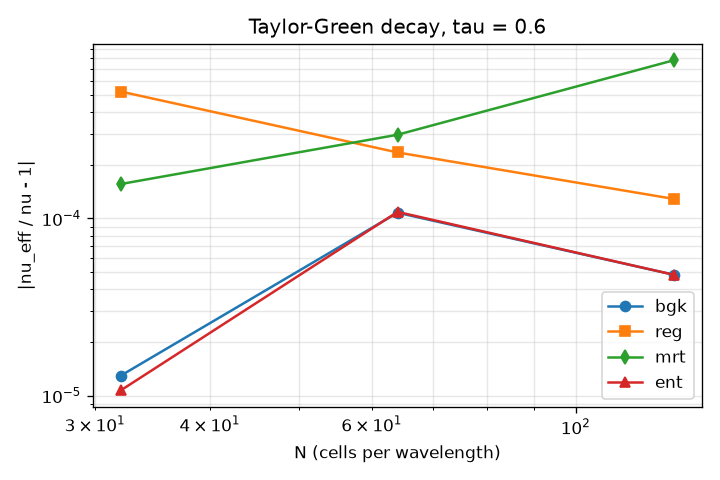 Taylor-Green decay, tau = 0.6
|nu_eff / nu - 1|
10⁻⁴
10⁻⁵
bgk
reg
mrt
ent
3 × 10¹
4 × 10¹
6 × 10¹
10²
N (cells per wavelength)